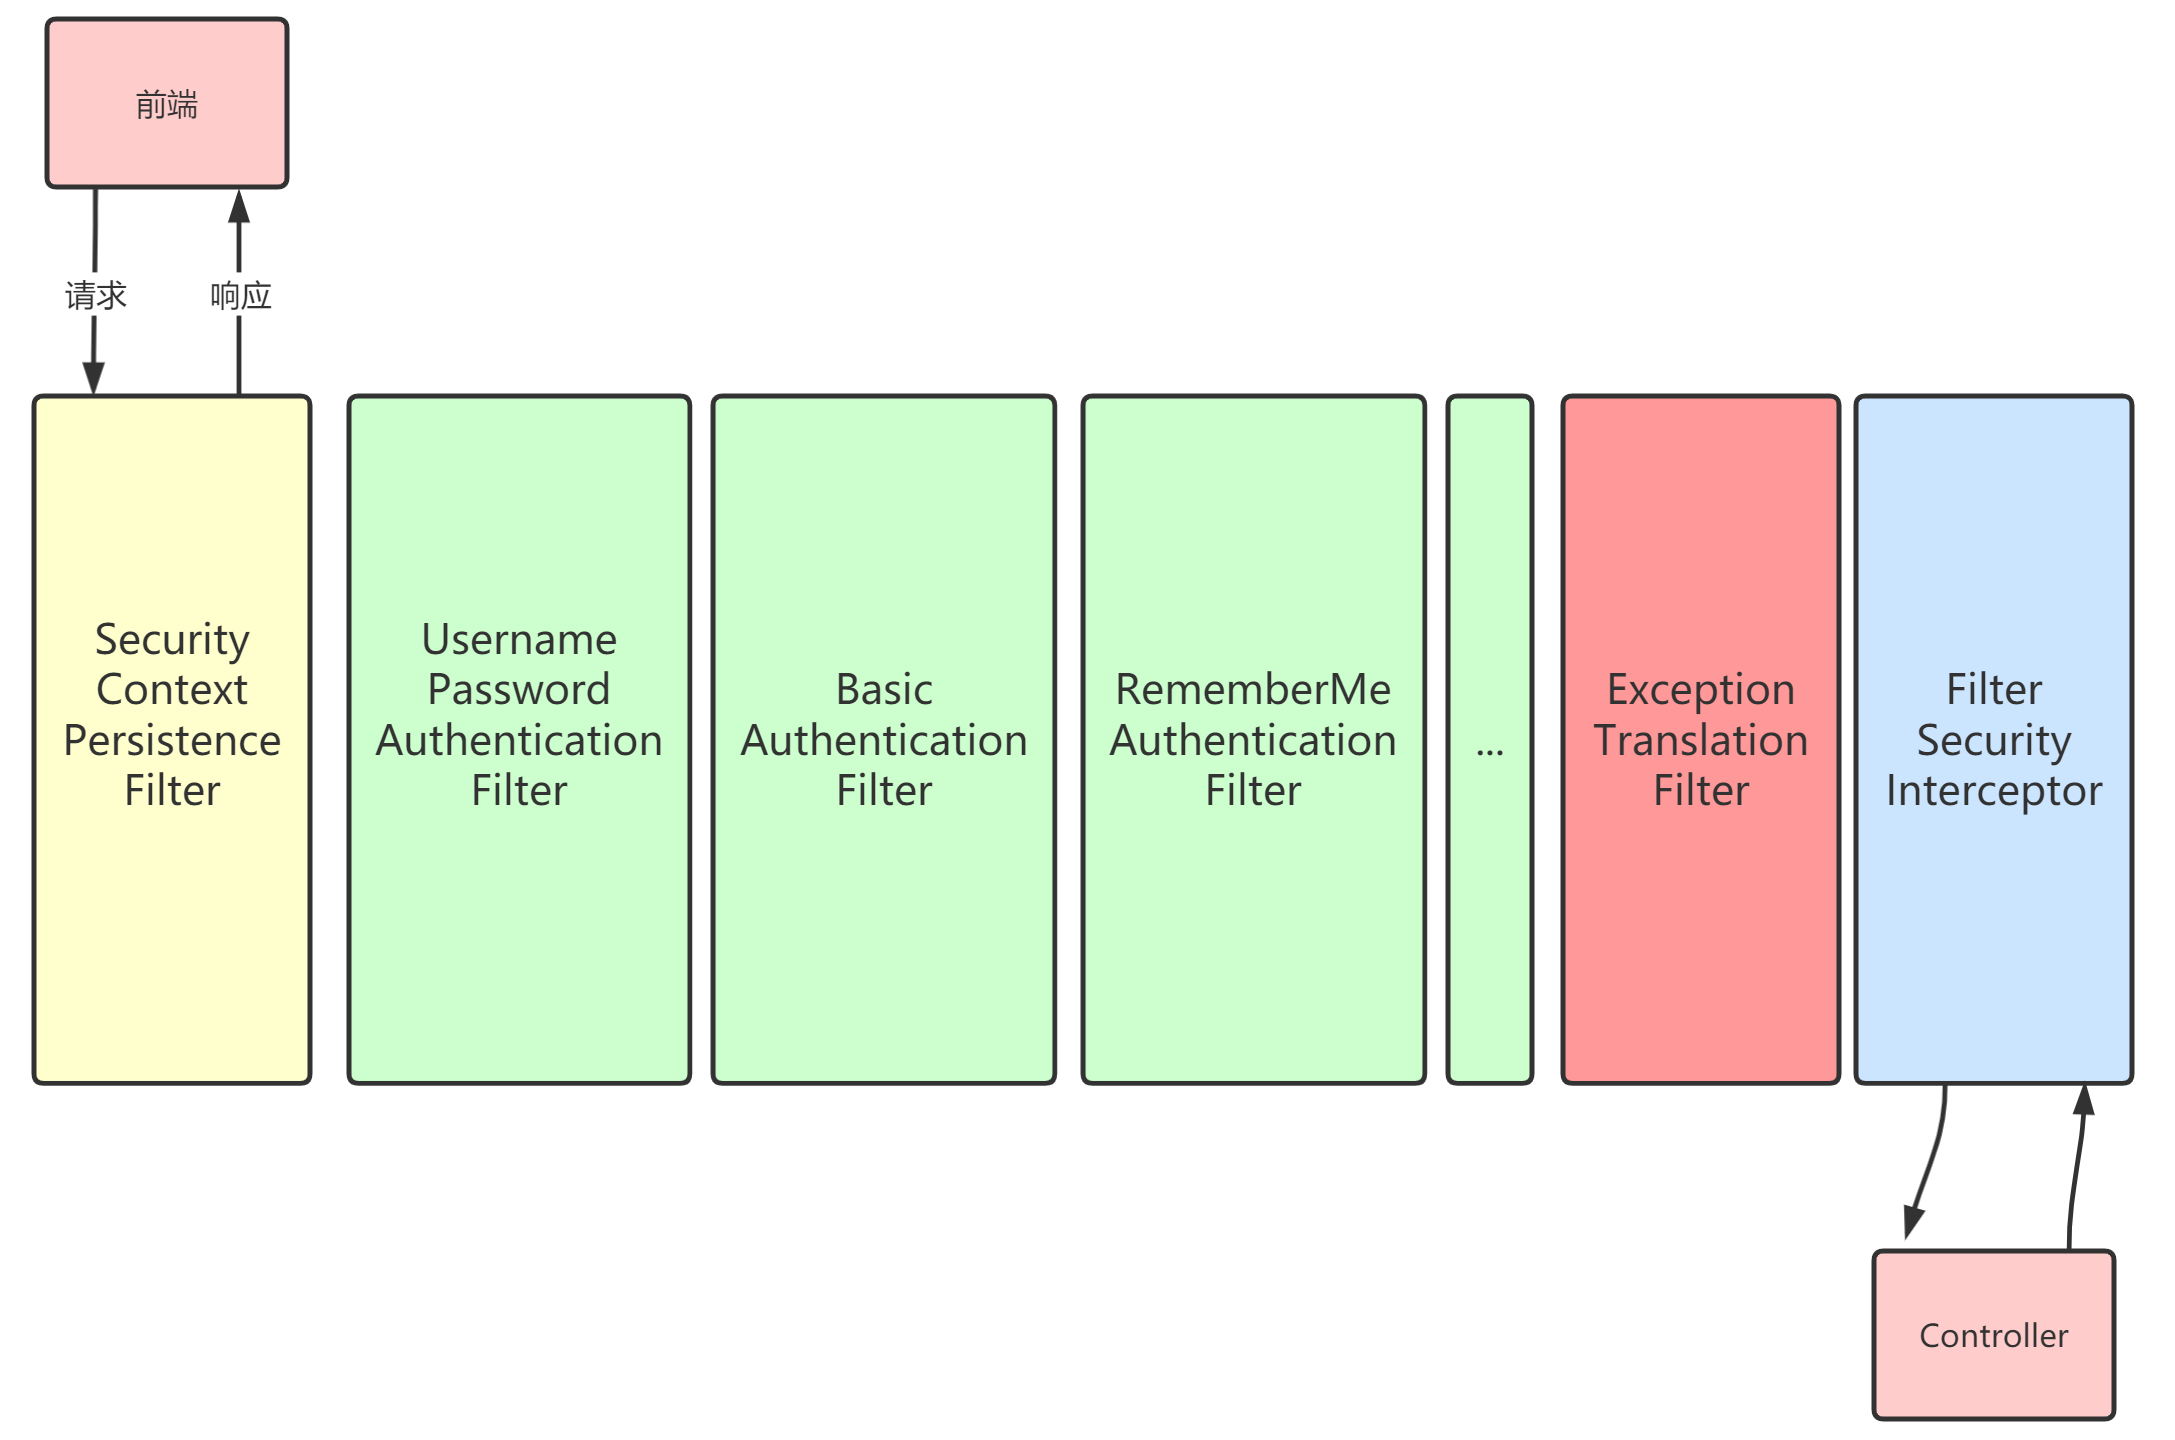 前端
请求
响应
Security
Context
Persistence
Filter
Username
Password
Authentication
Filter
Basic
Authentication
Filter
RememberMe
Authentication
Filter
...
Exception
Translation
Filter
Filter
Security
Interceptor
Controller